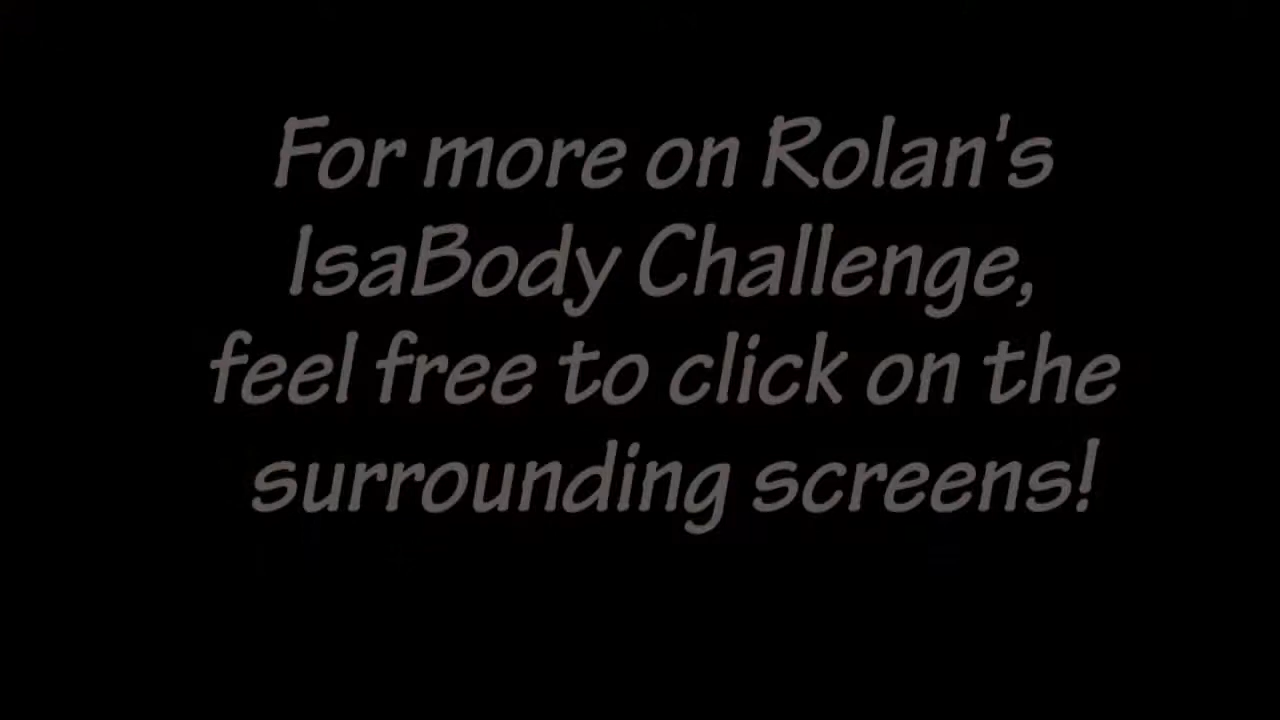 For more on Rolan's
IsaBody Challenge,
feel free to click on the
surrounding screens!